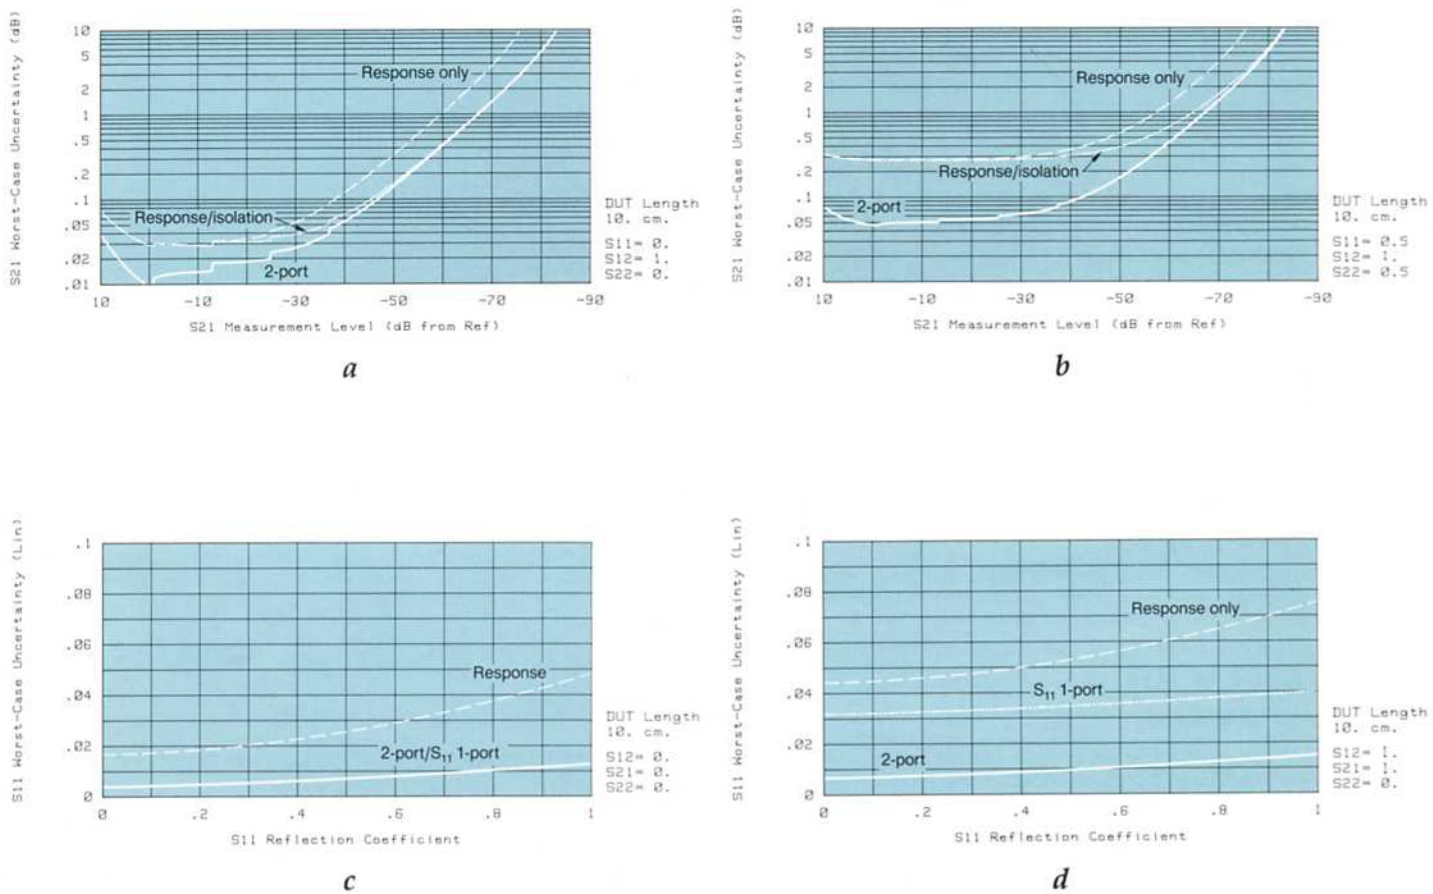 S21 Worst-Case Uncertainty (dB)
10
5
2
1
.5
.2
.1
.05
.02
.01
Response only
Response/isolation
2-port
10 -10 -30 -50 -70 -90
S21 Measurement Level (dB from Ref)
DUT Length
10. cm.
S11= 0.
S12= 1.
S22= 0.
a
S21 Worst-Case Uncertainty (dB)
10
5
2
1
.5
.2
.1
.05
.02
.01
Response only
Response/isolation
2-port
10 -10 -30 -50 -70 -90
S21 Measurement Level (dB from Ref)
DUT Length
10. cm.
S11= 0.5
S12= 1.
S22= 0.5
b
S11 Worst-Case Uncertainty (Lin)
.1
.08
.06
.04
.02
0
Response
2-port/S₁₁ 1-port
0 .2 .4 .6 .8 1
S11 Reflection Coefficient
DUT Length
10. cm.
S12= 0.
S21= 0.
S22= 0.
c
S11 Worst-Case Uncertainty (Lin)
.1
.08
.06
.04
.02
0
Response only
S₁₁ 1-port
2-port
0 .2 .4 .6 .8 1
S11 Reflection Coefficient
DUT Length
10. cm.
S12= 1.
S21= 1.
S22= 0.
d